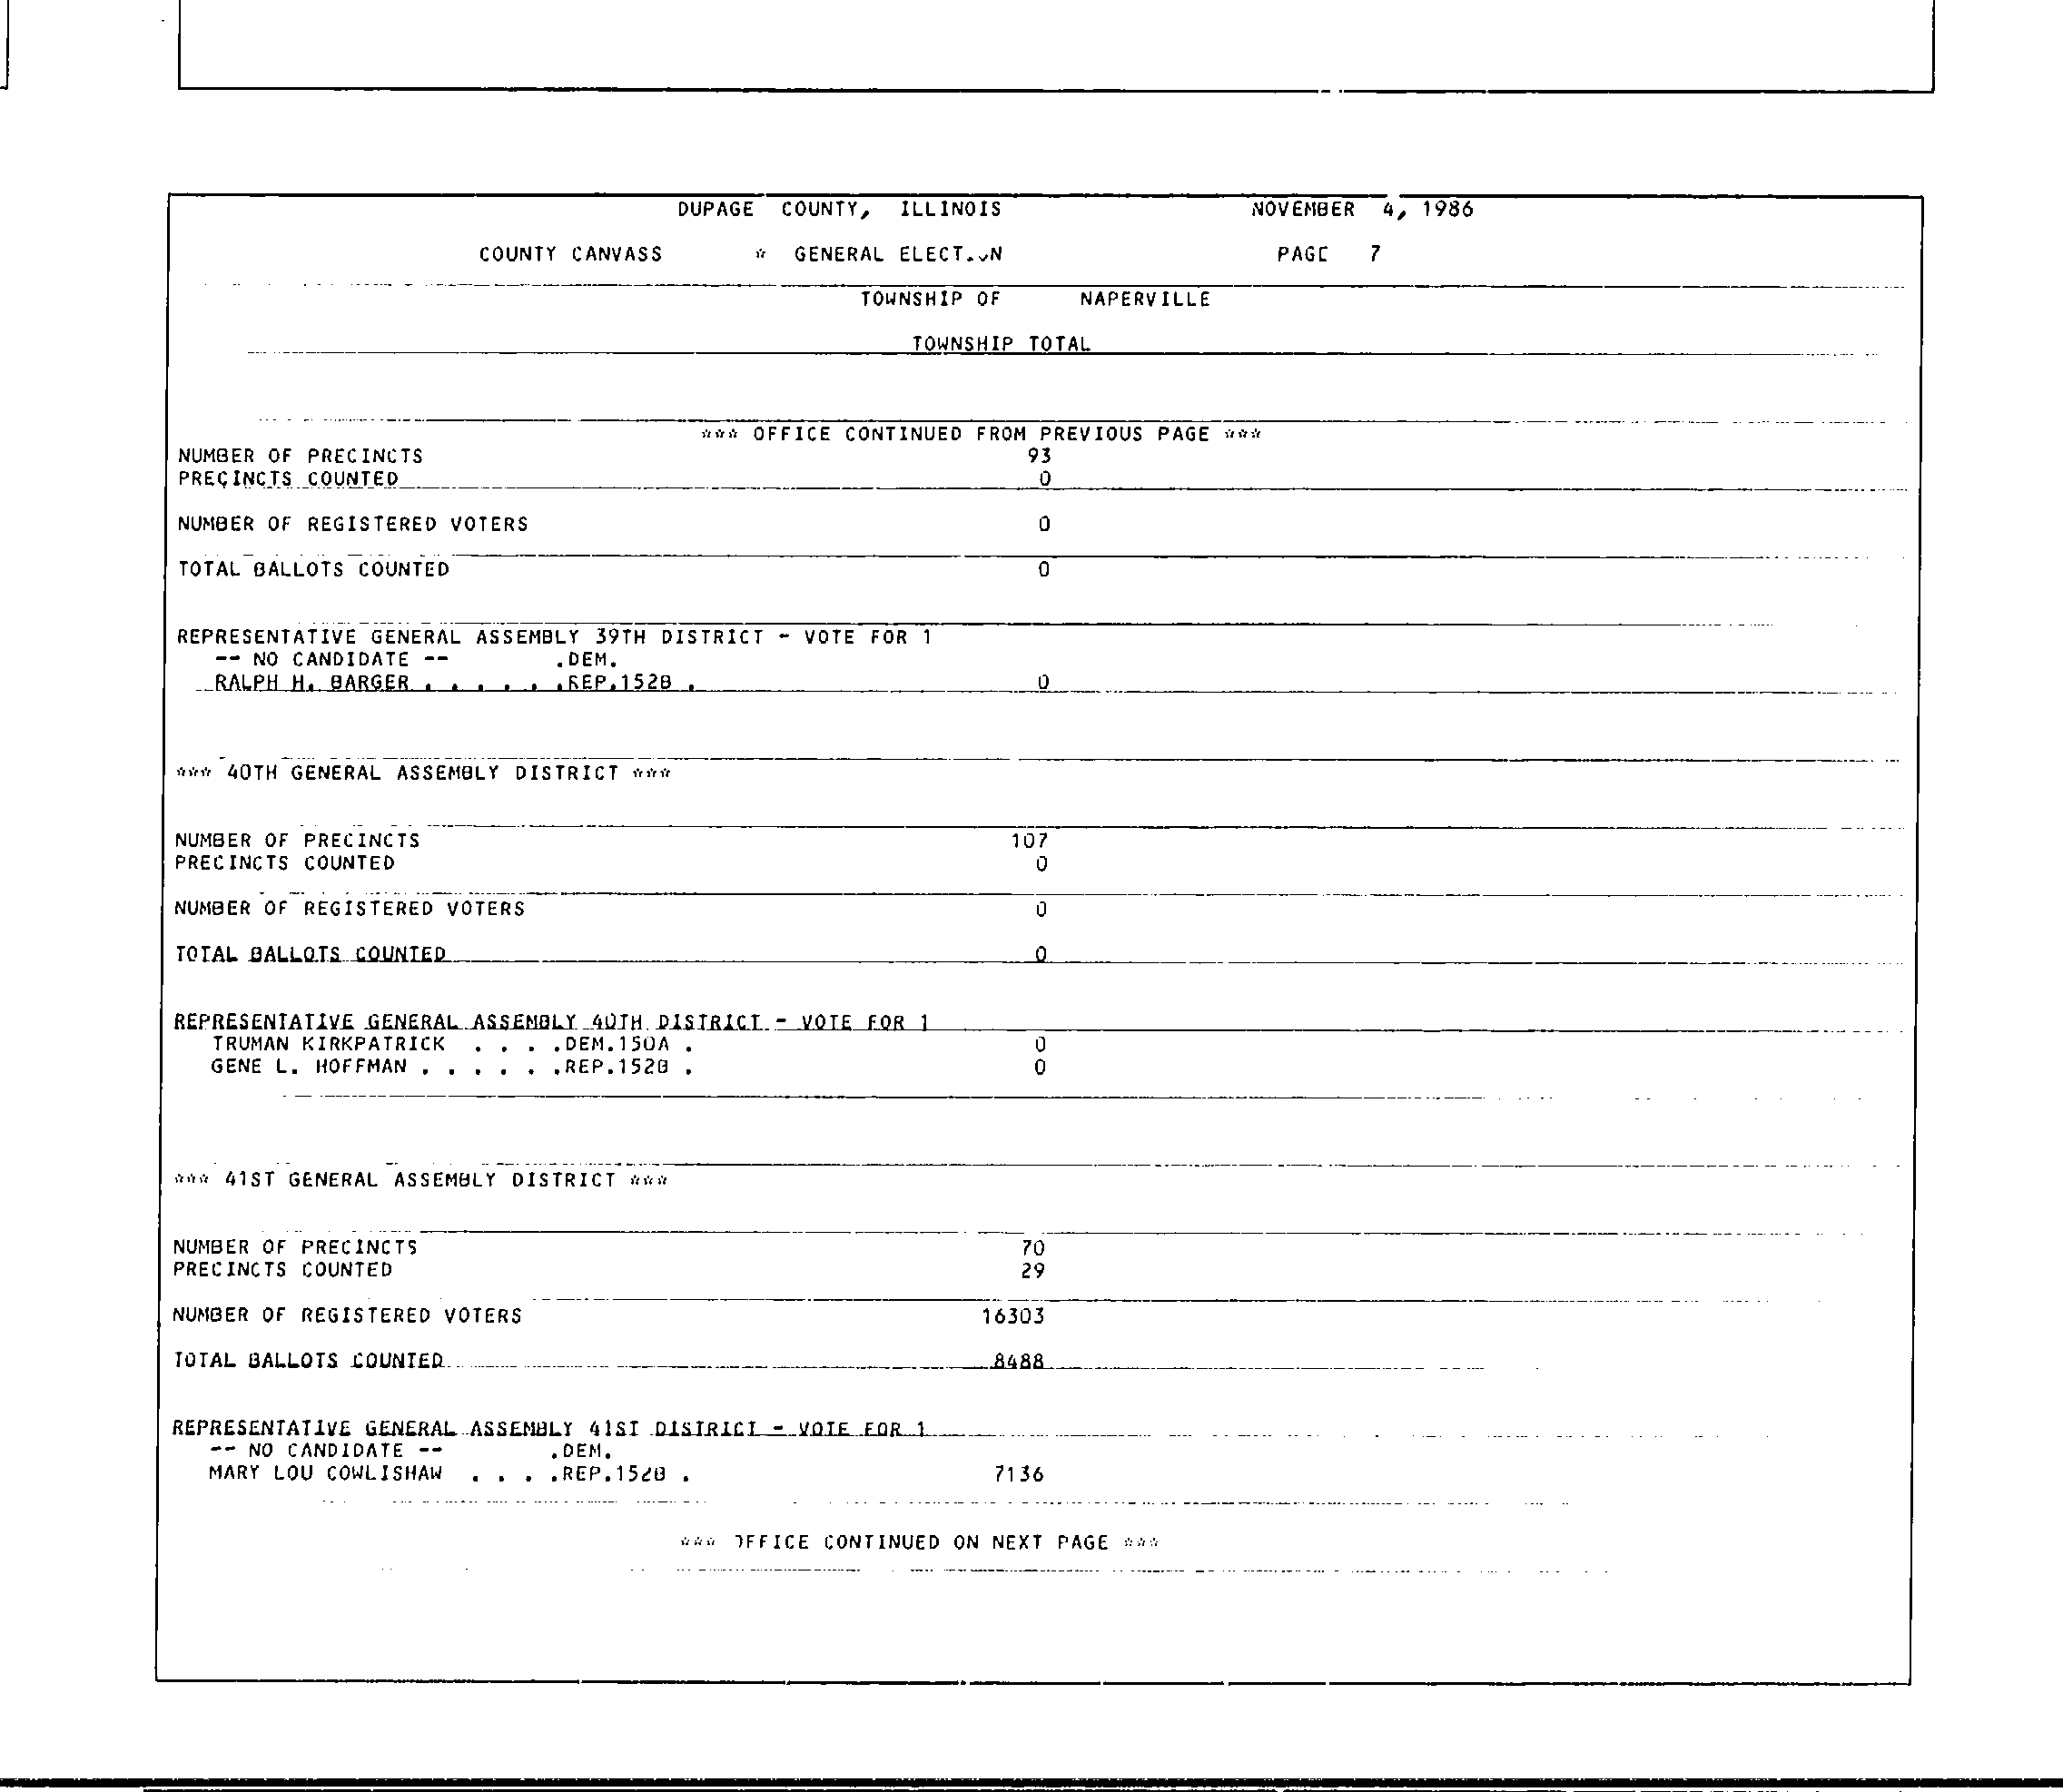 DUPAGE COUNTY, ILLINOIS NOVEMBER 4, 1986
COUNTY CANVASS * GENERAL PAGE 7
TOWNSHIP OF NAPERVILLE
TOWNSHIP TOTAL
*** OFFICE CONTINUED FROM PREVIOUS PAGE ***
NUMBER OF PRECINCTS 93
PRECINCTS COUNTED 0
NUMBER OF REGISTERED VOTERS 0
TOTAL BALLOTS COUNTED 0
REPRESENTATIVE GENERAL ASSEMBLY 39TH DISTRICT - VOTE FOR 1
-- NO CANDIDATE -- .DEM.
RALPH H. BARGER . . . . . .REP.152B . 0
*** 40TH GENERAL ASSEMBLY DISTRICT ***
NUMBER OF PRECINCTS 107
PRECINCTS COUNTED 0
NUMBER OF REGISTERED VOTERS 0
TOTAL BALLOTS COUNTED 0
REPRESENTATIVE GENERAL ASSEMBLY 40TH DISTRICT - VOTE FOR 1
TRUMAN KIRKPATRICK . . . .DEM.150A . 0
GENE L. HOFFMAN . . . . . .REP.152B . 0
*** 41ST GENERAL ASSEMBLY DISTRICT ***
NUMBER OF PRECINCTS 70
PRECINCTS COUNTED 29
NUMBER OF REGISTERED VOTERS 16303
TOTAL BALLOTS COUNTED 8488
REPRESENTATIVE GENERAL ASSEMBLY 41ST DISTRICT - VOTE FOR 1
-- NO CANDIDATE -- .DEM.
MARY LOU COWLISHAW . . . .REP.152B . 7136
*** OFFICE CONTINUED ON NEXT PAGE ***